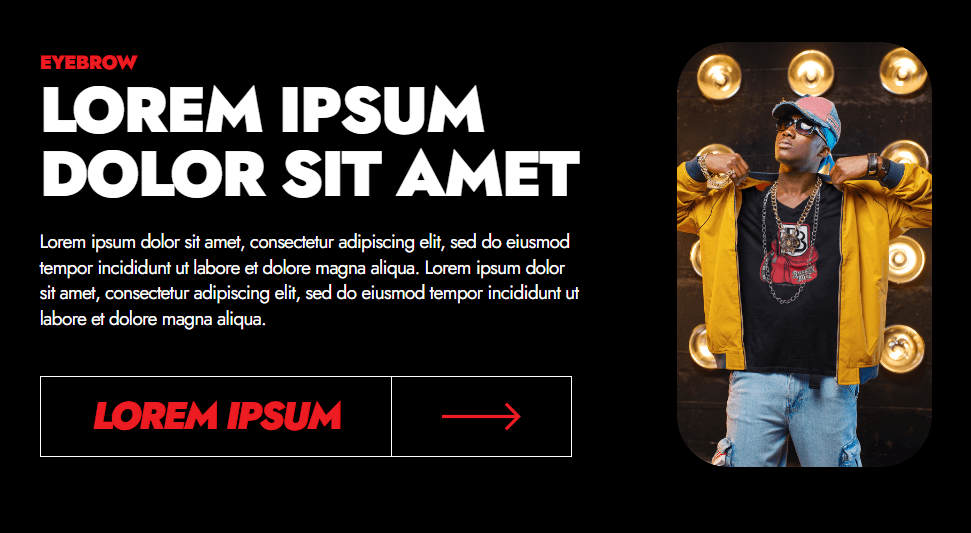 EYEBROW
LOREM IPSUM
DOLOR SIT AMET
Lorem ipsum dolor sit amet, consectetur adipiscing elit, sed do eiusmod
tempor incididunt ut labore et dolore magna aliqua. Lorem ipsum dolor
sit amet, consectetur adipiscing elit, sed do eiusmod tempor incididunt ut
labore et dolore magna aliqua.
LOREM IPSUM